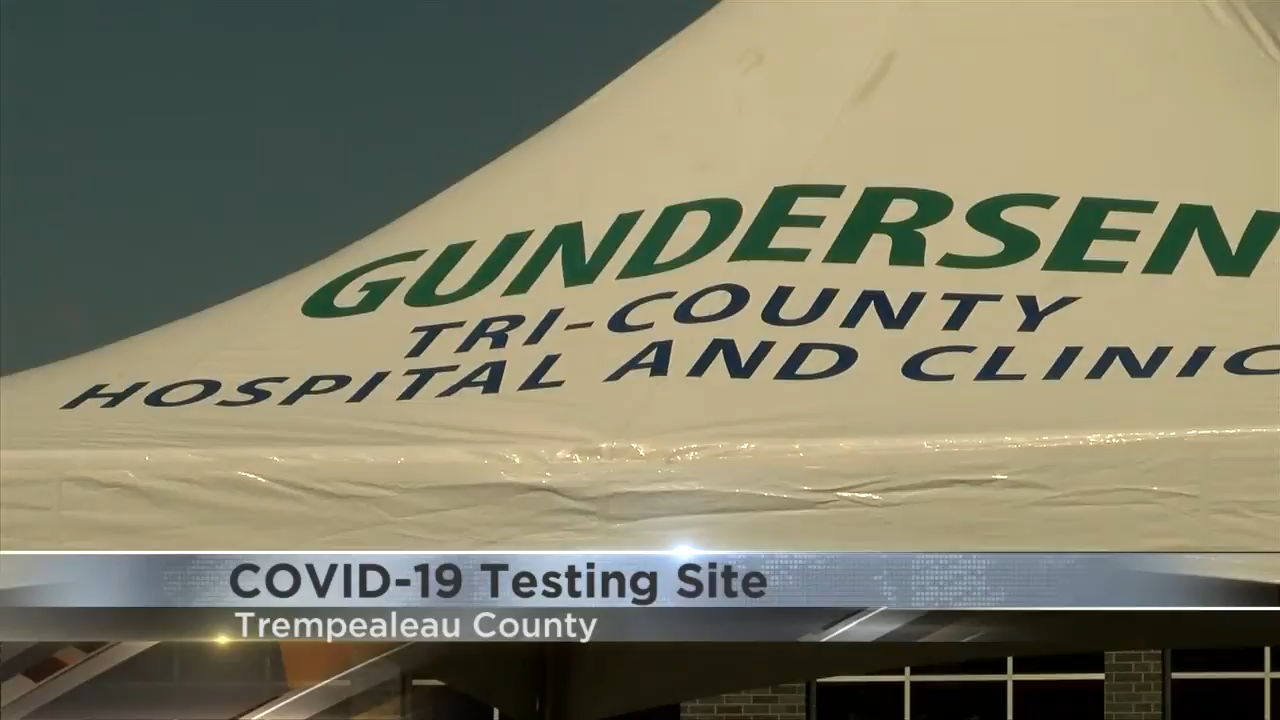 GUNDERSEN
TRI-COUNTY
HOSPITAL AND CLINIC
COVID-19 Testing Site
Trempealeau County